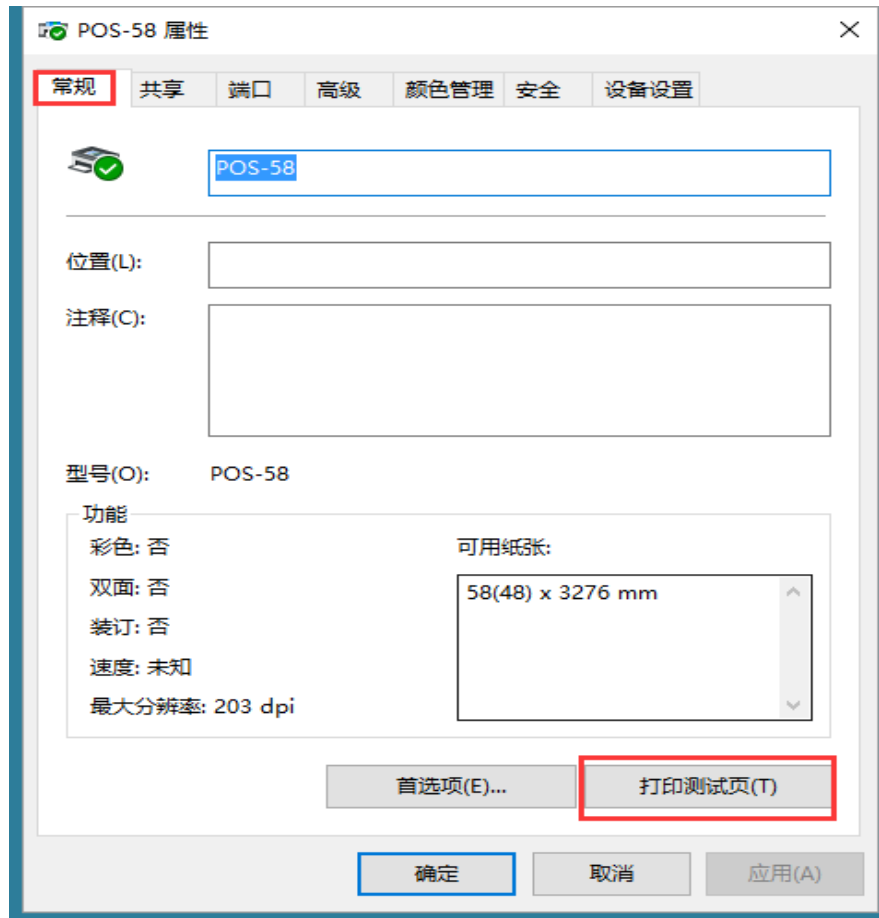 POS-58 属性
常规 共享 端口 高级 颜色管理 安全 设备设置
POS-58
位置(L):
注释(C):
型号(O): POS-58
功能
彩色: 否 可用纸张:
双面: 否 58(48) x 3276 mm
装订: 否
速度: 未知
最大分辨率: 203 dpi
首选项(E)... 打印测试页(T)
确定 取消 应用(A)